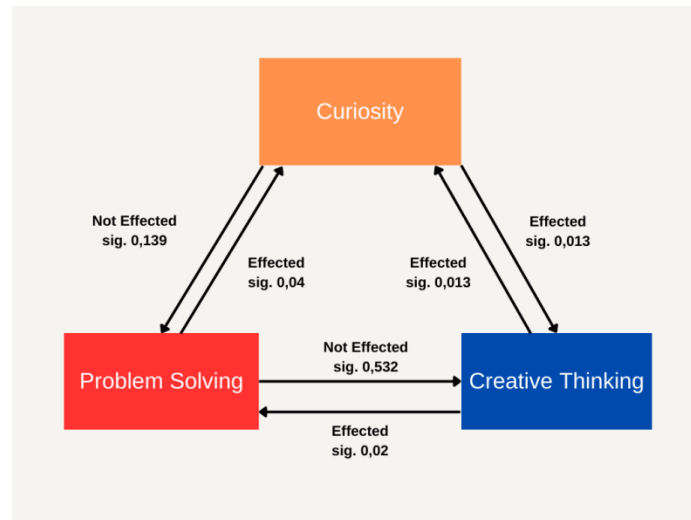 Curiosity
Not Effected
sig. 0,139
Effected
sig. 0,013
Effected
sig. 0,04
Effected
sig. 0,013
Problem Solving
Not Effected
sig. 0,532
Creative Thinking
Effected
sig. 0,02